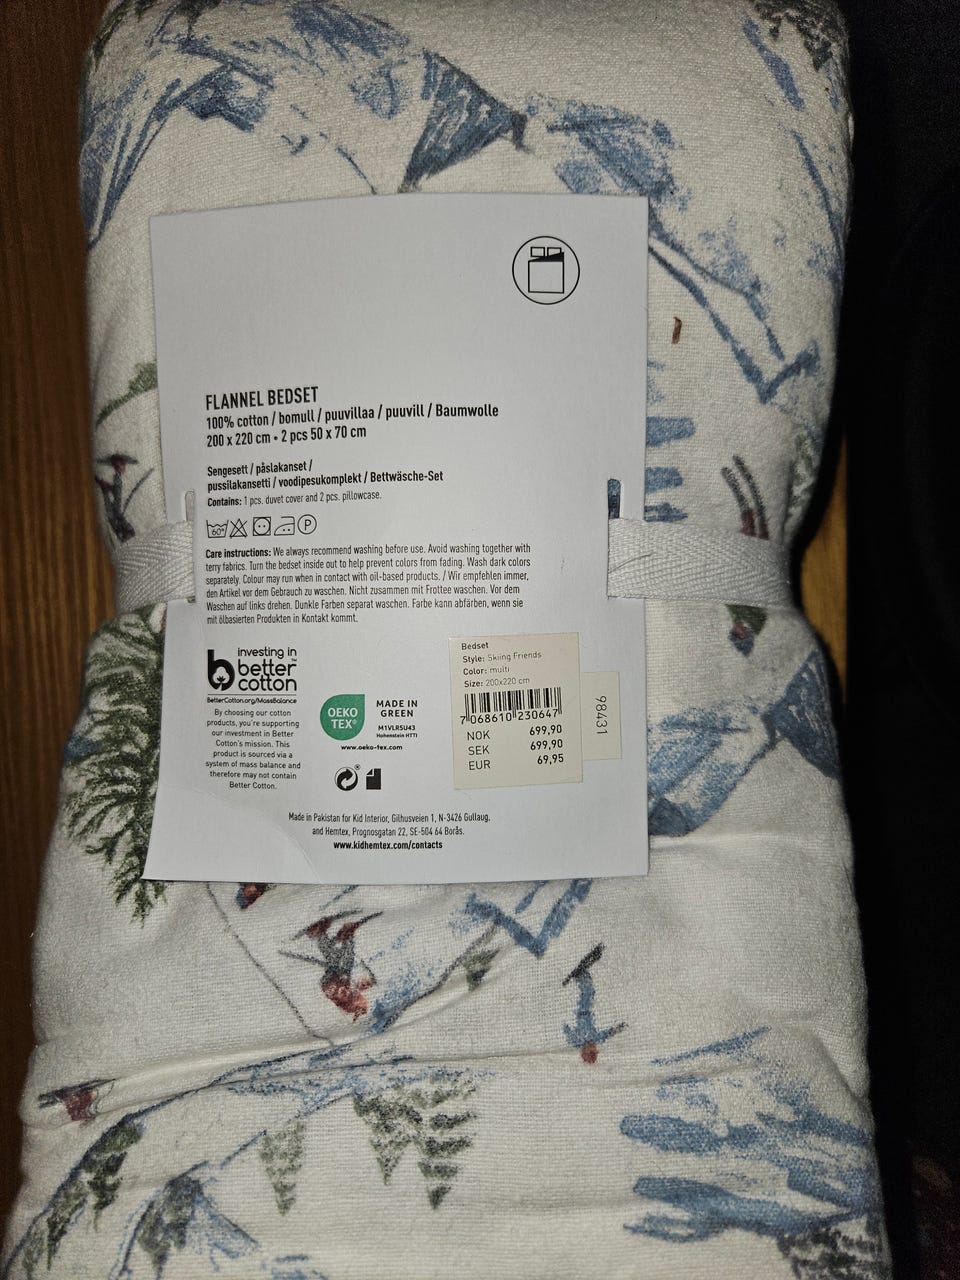 FLANNEL BEDSET
100% cotton / bomull / puuvillaa / puuvill / Baumwolle
200 x 220 cm • 2 pcs 50 x 70 cm
Sengesett / påslakanset /
pussilakansetti / voodipesukomplekt / Bettwäsche-Set
Contains: 1 pcs. duvet cover and 2 pcs. pillowcase.
60°
P
Care instructions: We always recommend washing before use. Avoid washing together with
terry fabrics. Turn the bedset inside out to help prevent colors from fading. Wash dark colors
separately. Colour may run when in contact with oil-based products. / Wir empfehlen immer,
den Artikel vor dem Gebrauch zu waschen. Nicht zusammen mit Frottee waschen. Vor dem
Waschen auf links drehen. Dunkle Farben separat waschen. Farbe kann abfärben, wenn sie
mit ölbasierten Produkten in Kontakt kommt.
investing in
better
cotton™
BetterCotton.org/MassBalance
By choosing our cotton
products, you're supporting
our investment in Better
Cotton's mission. This
product is sourced via a
system of mass balance and
therefore may not contain
Better Cotton.
OEKO
TEX®
MADE IN
GREEN
M1VLR5U43
Hohenstein HTTI
www.oeko-tex.com
Bedset
Style: Skiing Friends
Color: multi
Size: 200x220 cm
7 068610 230647
NOK 699,90
SEK 699,90
EUR 69,95
98431
Made in Pakistan for Kid Interior, Gilhusveien 1, N-3426 Gullaug,
and Hemtex, Prognosgatan 22, SE-504 64 Borås.
www.kidhemtex.com/contacts